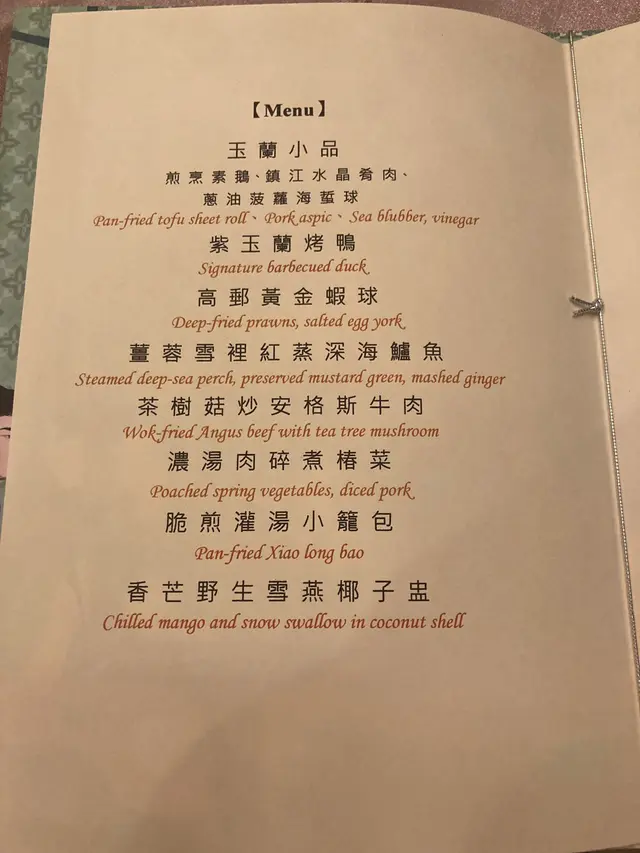 【Menu】
玉蘭小品
煎烹素鵝、鎮江水晶肴肉、
蔥油菠蘿海蜇球
Pan-fried tofu sheet roll、Pork aspic、Sea blubber, vinegar
紫玉蘭烤鴨
Signature barbecued duck
高郵黃金蝦球
Deep-fried prawns, salted egg york
薑蓉雪裡紅蒸深海鱸魚
Steamed deep-sea perch, preserved mustard green, mashed ginger
茶樹菇炒安格斯牛肉
Wok-fried Angus beef with tea tree mushroom
濃湯肉碎煮椿菜
Poached spring vegetables, diced pork
脆煎灌湯小籠包
Pan-fried Xiao long bao
香芒野生雪燕椰子盅
Chilled mango and snow swallow in coconut shell